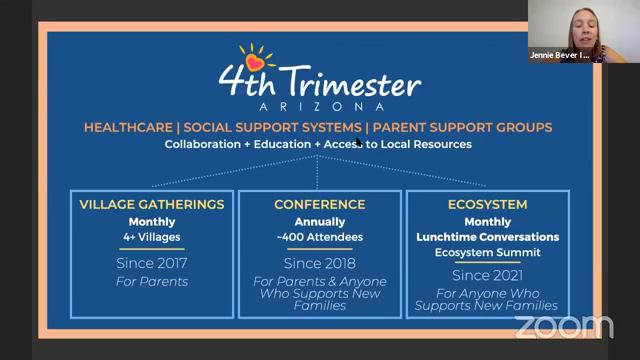 4th Trimester
ARIZONA
HEALTHCARE | SOCIAL SUPPORT SYSTEMS | PARENT SUPPORT GROUPS
Collaboration + Education + Access to Local Resources
VILLAGE GATHERINGS
Monthly
4+ Villages
Since 2017
For Parents
CONFERENCE
Annually
~400 Attendees
Since 2018
For Parents & Anyone
Who Supports New
Families
ECOSYSTEM
Monthly
Lunchtime Conversations
Ecosystem Summit
Since 2021
For Anyone Who
Supports New Families
Jennie Bever I...
zoom